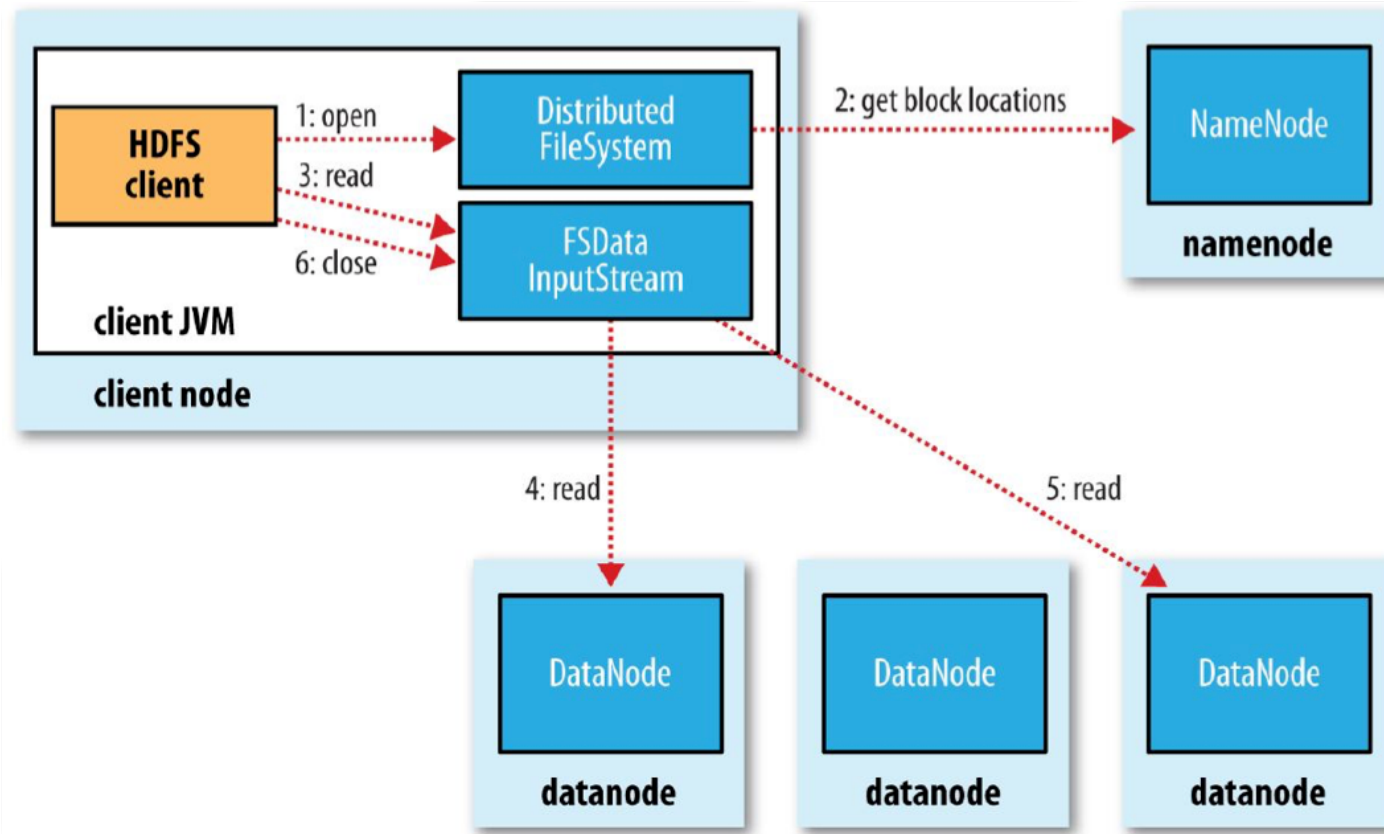 1: open
HDFS
client
3: read
6: close
Distributed
FileSystem
FSData
InputStream
client JVM
client node
2: get block locations
NameNode
namenode
4: read
5: read
DataNode
datanode
DataNode
datanode
DataNode
datanode